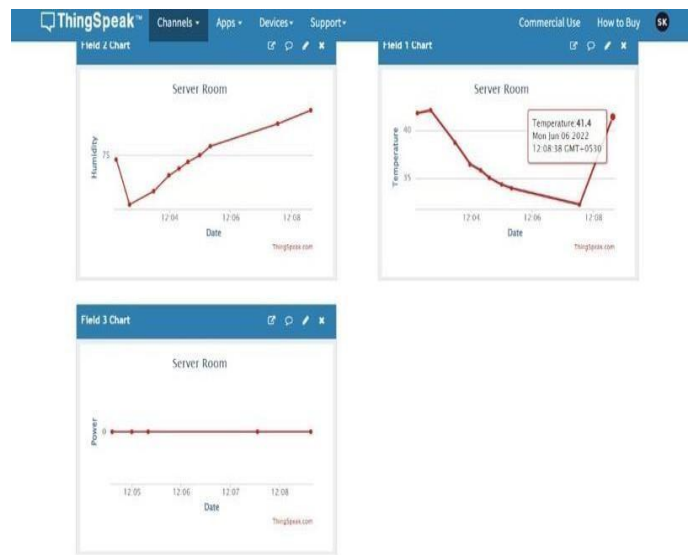 ThingSpeak™ Channels Apps Devices Support Commercial Use How to Buy SK
Field 2 Chart
Server Room
Humidity
75
12:04 12:06 12:08
Date
ThingSpeak.com
Field 1 Chart
Server Room
Temperature
40
35
Temperature:41.4
Mon Jun 06 2022
12:08:38 GMT+0530
12:04 12:06 12:08
Date
ThingSpeak.com
Field 3 Chart
Server Room
Power
0
12:05 12:06 12:07 12:08
Date
ThingSpeak.com